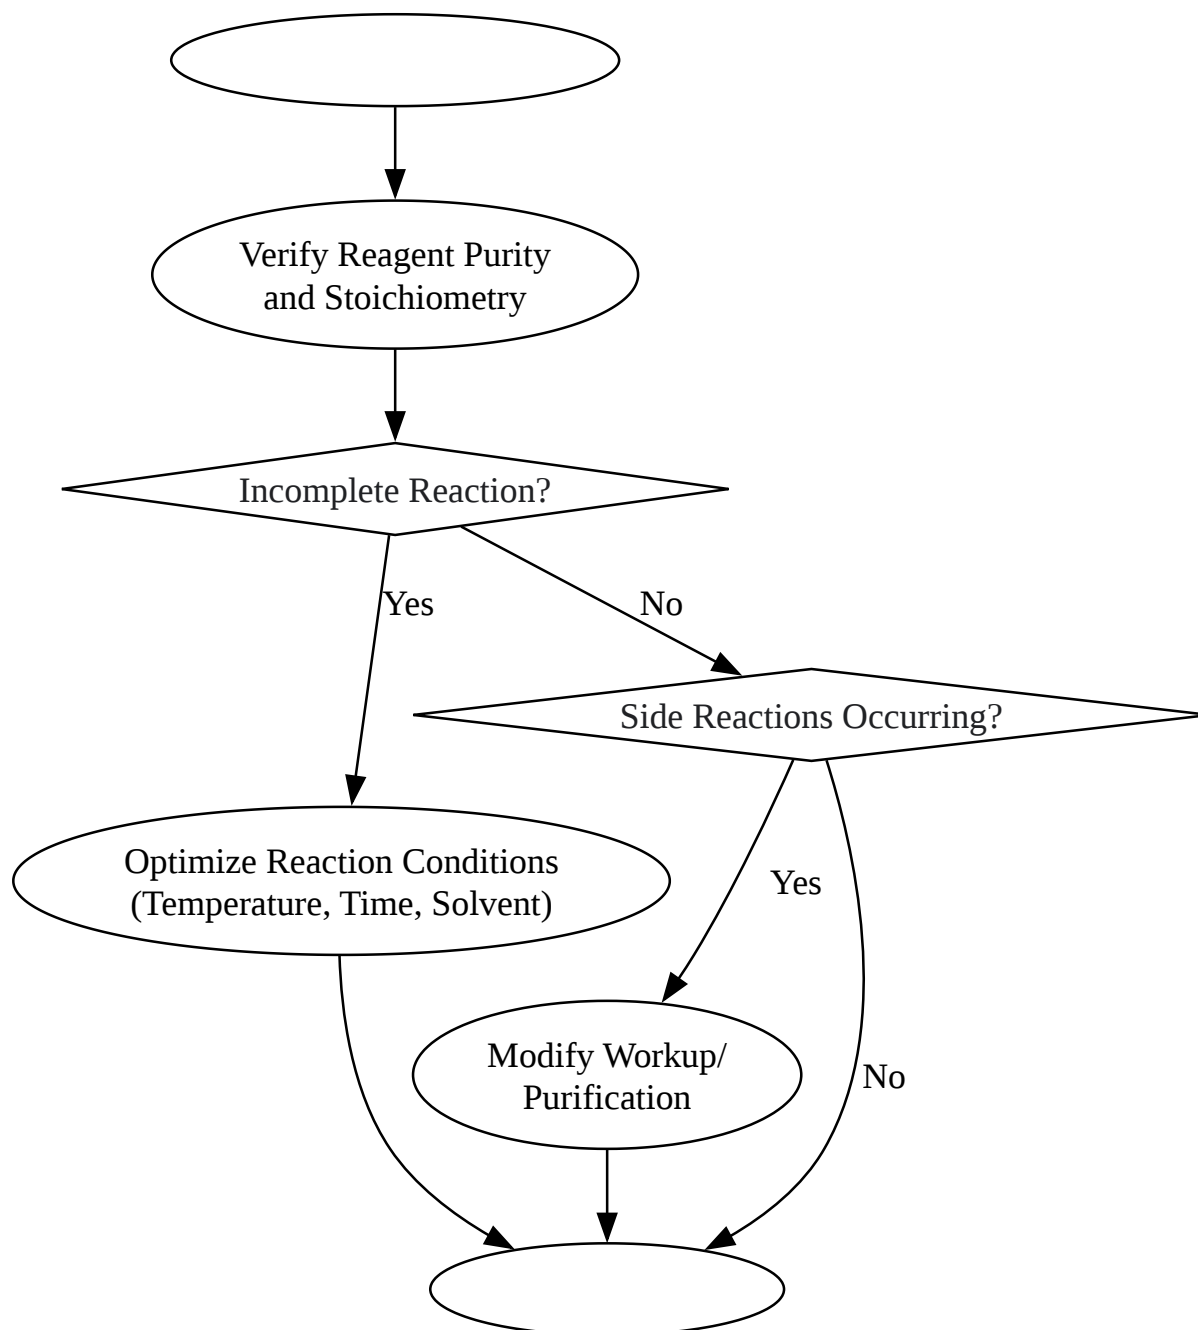 Verify Reagent Purity
and Stoichiometry
Incomplete Reaction?
Yes
No
Side Reactions Occurring?
Optimize Reaction Conditions
(Temperature, Time, Solvent)
Yes
Modify Workup/
Purification
No